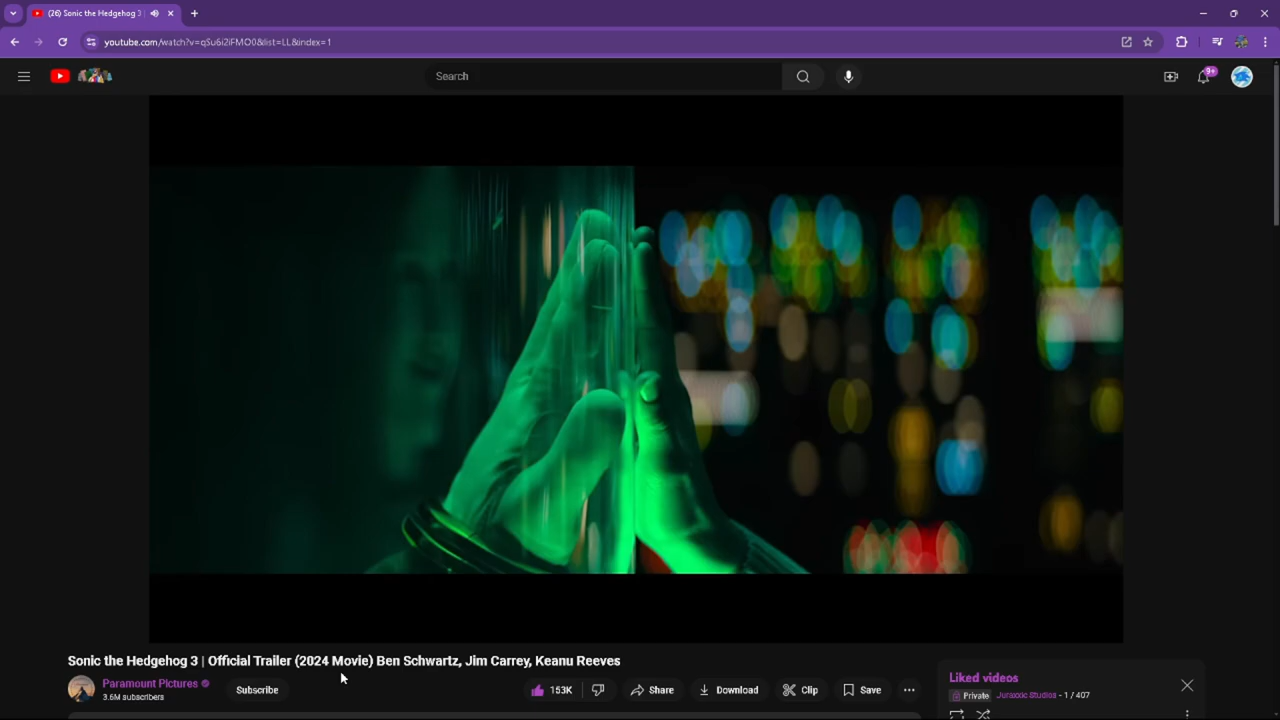 (26) Sonic the Hedgehog 3 |
youtube.com/watch?v=qSu6i2iFMO0&list=LL&index=1
Search
9+
Sonic the Hedgehog 3 | Official Trailer (2024 Movie) Ben Schwartz, Jim Carrey, Keanu Reeves
Paramount Pictures
3.6M subscribers
Subscribe
153K
Share
Download
Clip
Save
Liked videos
Private
Jurassic Studios - 1 / 407